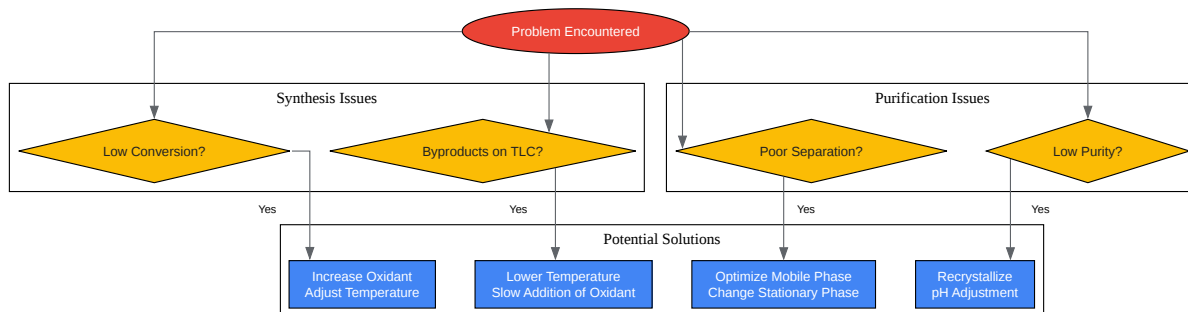 Problem Encountered
Synthesis Issues
Purification Issues
Low Conversion?
Byproducts on TLC?
Poor Separation?
Low Purity?
Yes
Yes
Yes
Yes
Potential Solutions
Increase Oxidant
Adjust Temperature
Lower Temperature
Slow Addition of Oxidant
Optimize Mobile Phase
Change Stationary Phase
Recrystallize
pH Adjustment